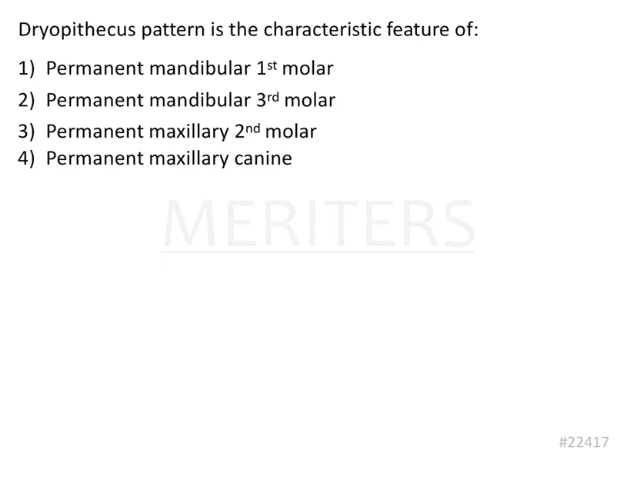 Dryopithecus pattern is the characteristic feature of:
1) Permanent mandibular 1st molar
2) Permanent mandibular 3rd molar
3) Permanent maxillary 2nd molar
4) Permanent maxillary canine
MERITERS
#22417